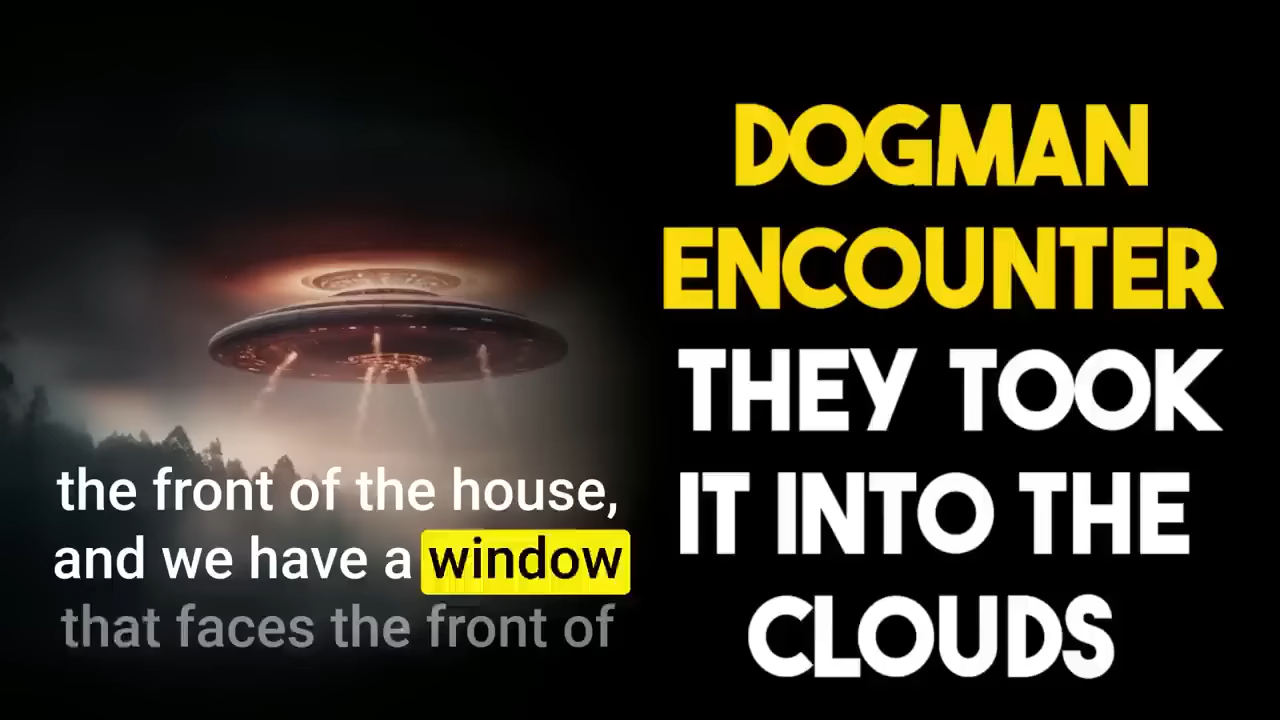 the front of the house,
and we have a window
that faces the front of
DOGMAN
ENCOUNTER
THEY TOOK
IT INTO THE
CLOUDS